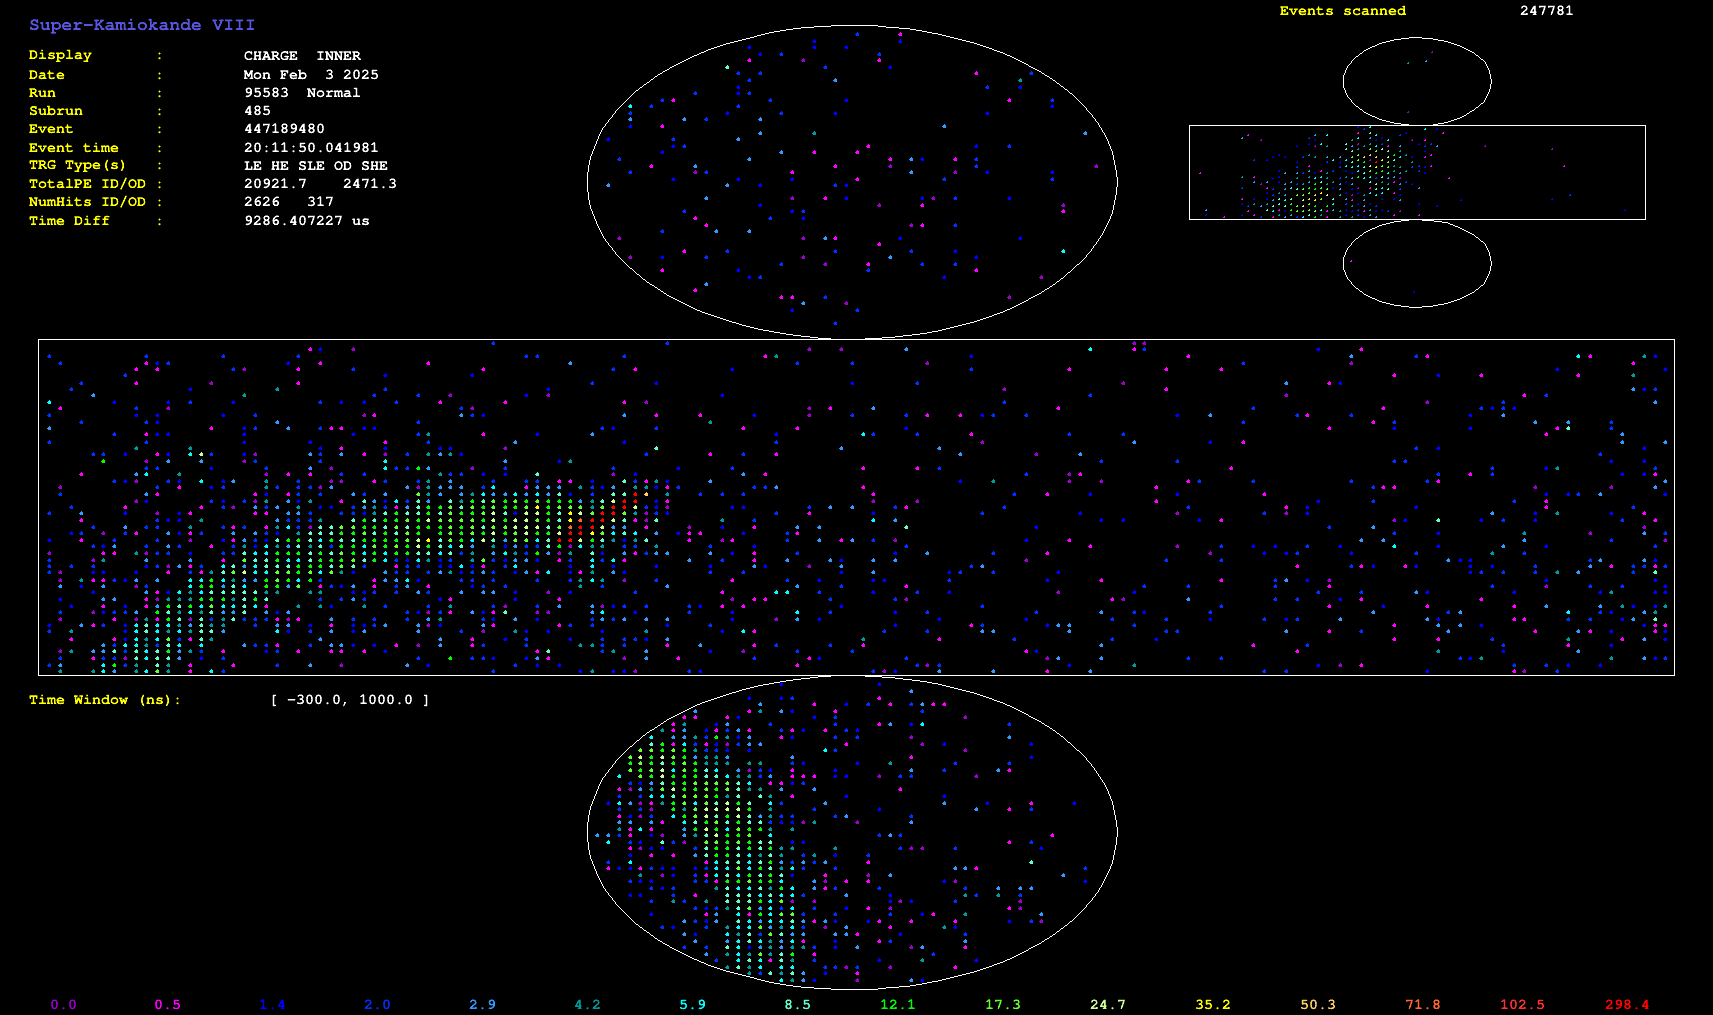 Super-Kamiokande VIII
Events scanned 247781
Display : CHARGE INNER
Date : Mon Feb 3 2025
Run : 95583 Normal
Subrun : 485
Event : 447189480
Event time : 20:11:50.041981
TRG Type(s) : LE HE SLE OD SHE
TotalPE ID/OD : 20921.7 2471.3
NumHits ID/OD : 2626 317
Time Diff : 9286.407227 us
Time Window (ns): [ -300.0, 1000.0 ]
0.0 0.5 1.4 2.0 2.9 4.2 5.9 8.5 12.1 17.3 24.7 35.2 50.3 71.8 102.5 298.4